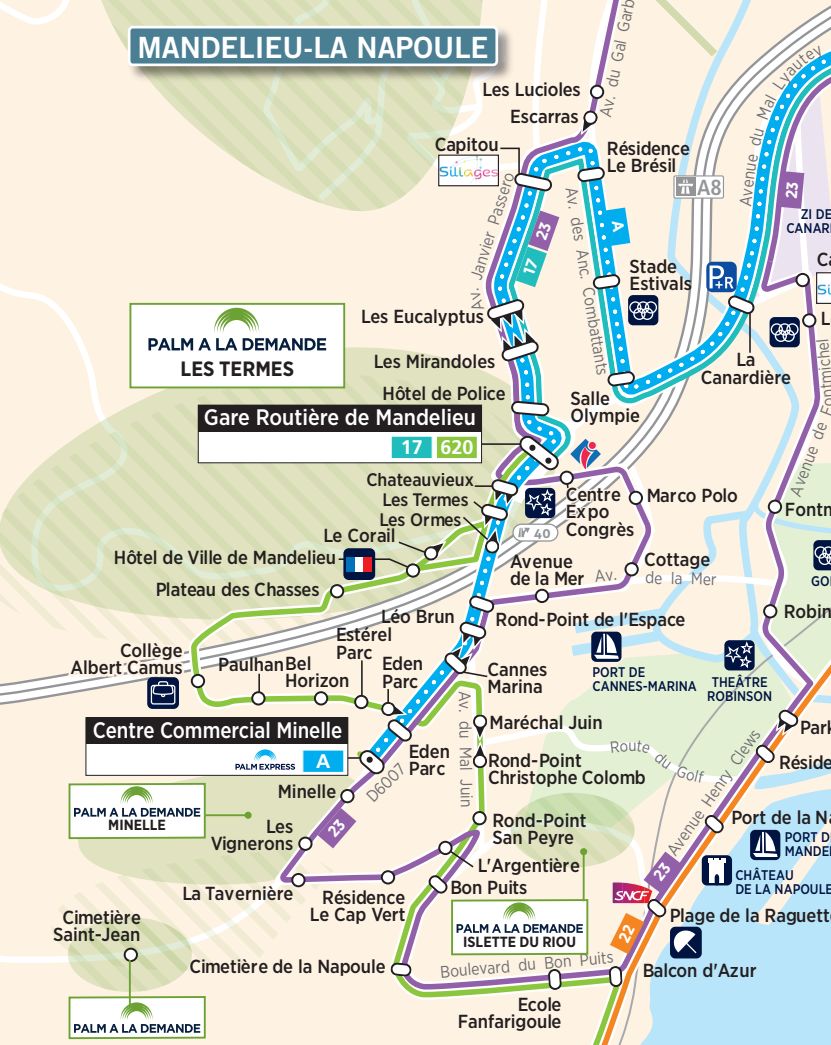 MANDELIEU-LA NAPOULE
Av. du Gal Garb
Les Lucioles
Escarras
Capitou
Sillages
Résidence
Le Brésil
Avenue du Mal Lyautey
A8
23
ZI DE
CANAR
Av. Janvier Passero
23
17
A
Av. des Anc. Combattants
Stade
Estivals
P+R
Ca
Les Eucalyptus
PALM A LA DEMANDE
LES TERMES
Les Mirandoles
La
Canardière
Avenue de Fontmichel
Hôtel de Police
Salle
Olympie
Gare Routière de Mandelieu
17 620
Chateauvieux
Les Termes
Les Ormes
Centre
Expo
Congrès
Marco Polo
Fontm
40
Le Corail
Hôtel de Ville de Mandelieu
Plateau des Chasses
Avenue
de la Mer
Av. de la Mer
Cottage
GO
Robin
Léo Brun
Rond-Point de l'Espace
Estérel
Parc
Collège
Albert Camus
Paulhan
Bel
Horizon
Eden
Parc
Cannes
Marina
PORT DE
CANNES-MARINA
THEÂTRE
ROBINSON
Centre Commercial Minelle
PALM EXPRESS A
Eden
Parc
Av. du Mal Juin
Maréchal Juin
Route du Golf
Park
Rond-Point
Christophe Colomb
Réside
D6007
Minelle
PALM A LA DEMANDE
MINELLE
23
Les
Vignerons
Rond-Point
San Peyre
Avenue Henry Clews
Port de la Na
PORT D
MANDE
L'Argentière
La Tavernière
Résidence
Le Cap Vert
Bon Puits
23
CHÂTEAU
DE LA NAPOULE
SNCF
PALM A LA DEMANDE
ISLETTE DU RIOU
Plage de la Raguett
22
Cimetière
Saint-Jean
Cimetière de la Napoule
Boulevard du Bon Puits
Balcon d'Azur
Ecole
Fanfarigoule
PALM A LA DEMANDE